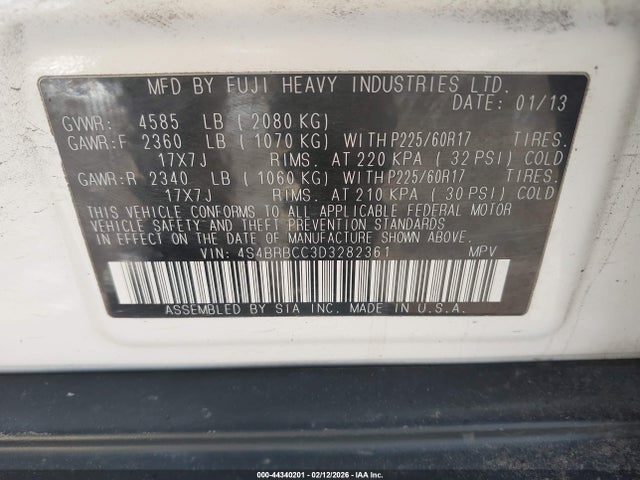 MFD BY FUJI HEAVY INDUSTRIES LTD.
DATE: 01/13
GVWR: 4585 LB ( 2080 KG)
GAWR:F 2360 LB ( 1070 KG) WITHP225/60R17 TIRES.
17X7J RIMS. AT 220 KPA ( 32 PSI) COLD
GAWR:R 2340 LB ( 1060 KG) WITHP225/60R17 TIRES.
17X7J RIMS. AT 210 KPA ( 30 PSI) COLD
THIS VEHICLE CONFORMS TO ALL APPLICABLE FEDERAL MOTOR
VEHICLE SAFETY AND THEFT PREVENTION STANDARDS
IN EFFECT ON THE DATE OF MANUFACTURE SHOWN ABOVE.
VIN: 4S4BRBCC3D3282361 MPV
ASSEMBLED BY SIA INC. MADE IN U.S.A.
000-44340201 - 02/12/2026 - IAA Inc.